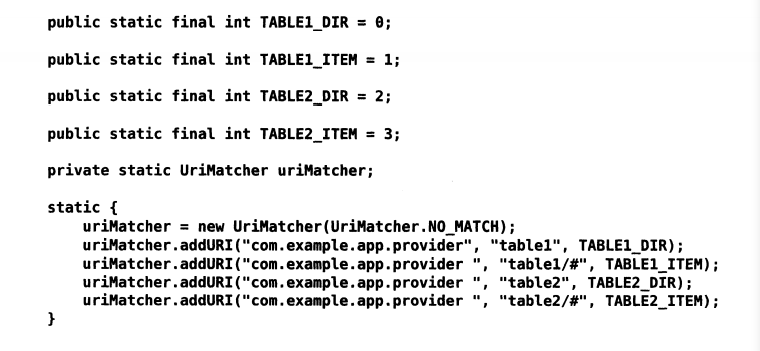 public static final int TABLE1_DIR = 0;
public static final int TABLE1_ITEM = 1;
public static final int TABLE2_DIR = 2;
public static final int TABLE2_ITEM = 3;
private static UriMatcher uriMatcher;
static {
    uriMatcher = new UriMatcher(UriMatcher.NO_MATCH);
    uriMatcher.addURI("com.example.app.provider", "table1", TABLE1_DIR);
    uriMatcher.addURI("com.example.app.provider ", "table1/#", TABLE1_ITEM);
    uriMatcher.addURI("com.example.app.provider ", "table2", TABLE2_DIR);
    uriMatcher.addURI("com.example.app.provider ", "table2/#", TABLE2_ITEM);
}